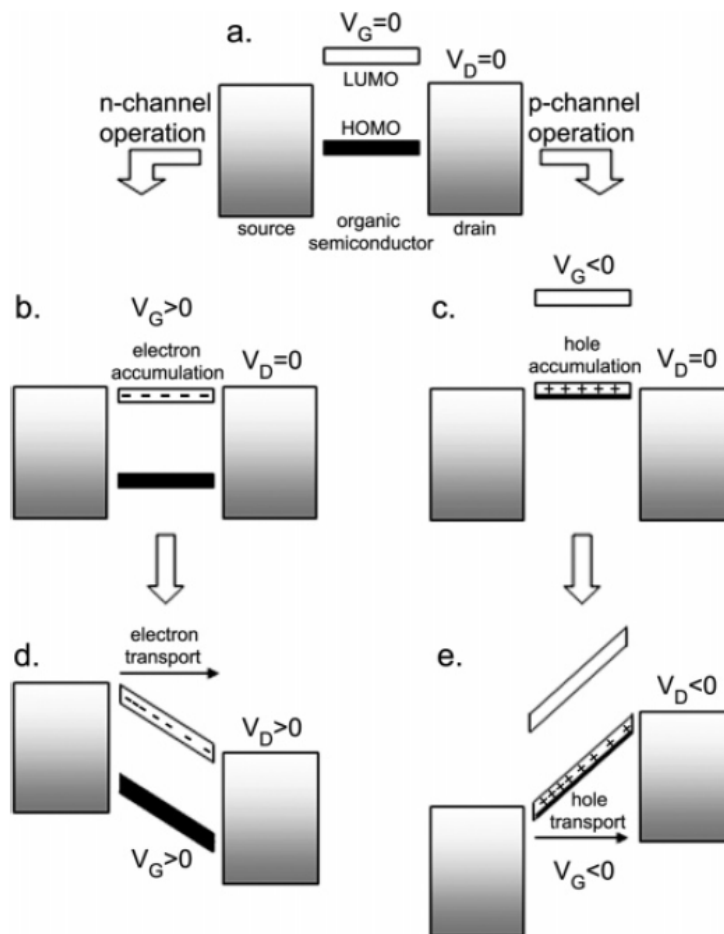 a.
V_G=0
LUMO
V_D=0
n-channel
operation
HOMO
p-channel
operation
source
organic
semiconductor
drain
b.
V_G>0
electron
accumulation
V_D=0
- - - - -
c.
V_G<0
hole
accumulation
V_D=0
+ + + + +
d.
electron
transport
V_D>0
V_G>0
e.
V_D<0
hole
transport
V_G<0